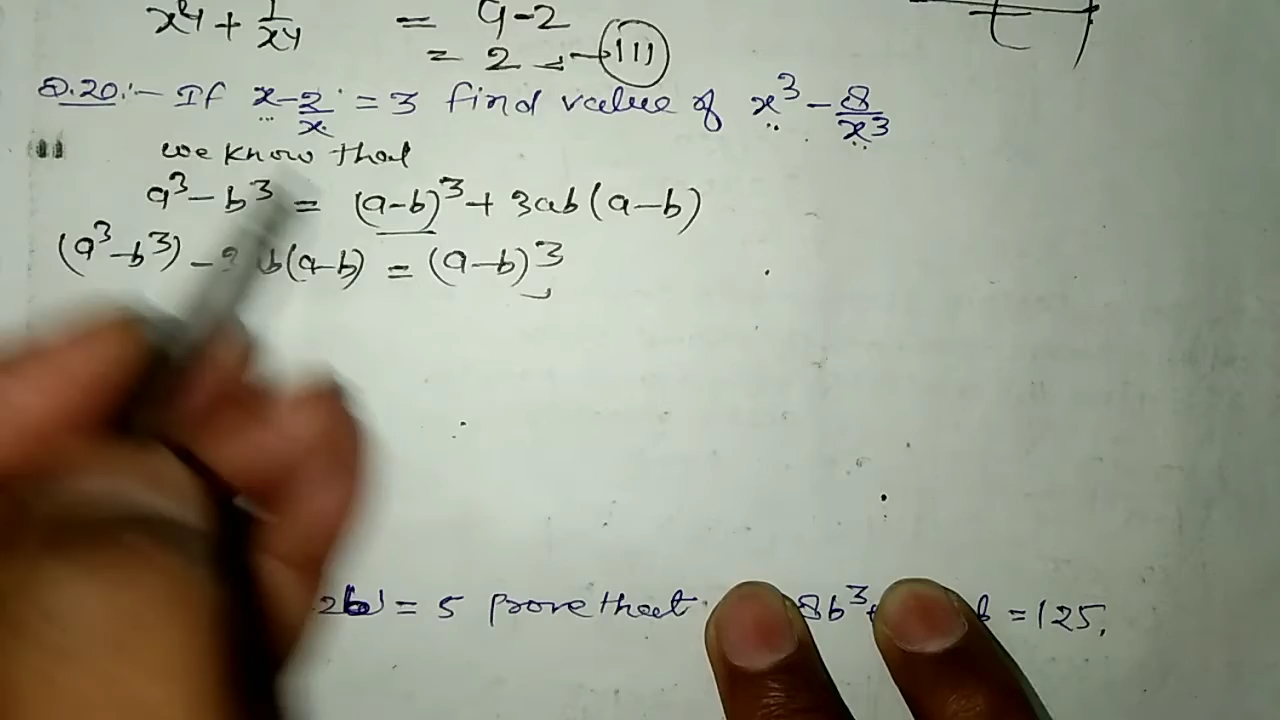 x4 + 1/x4 = 4-2
= 2 (III)
Q.20:- If x - 2/x = 3 find value of x³ - 8/x³
we know that
a³ - b³ = (a-b)³ + 3ab(a-b)
(a³-b³) - b(a-b) = (a-b)³
2b) = 5 prove that 8b³+ = 125.